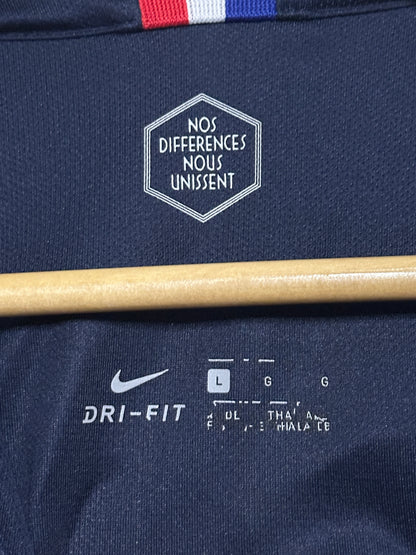 NOS
DIFFERENCES
NOUS
UNISSENT
DRI-FIT
L G G